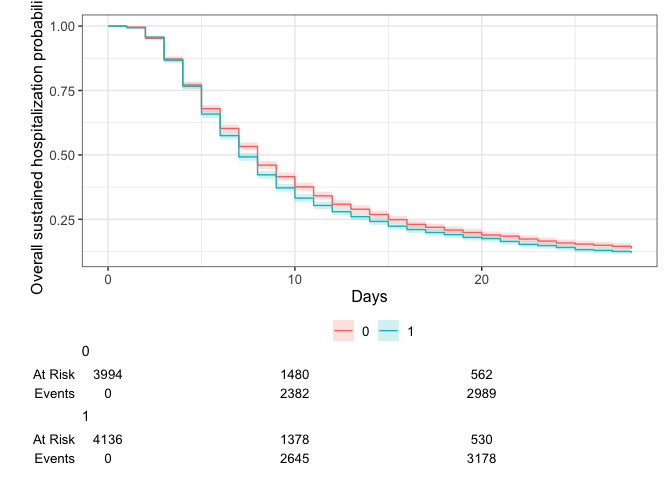 Overall sustained hospitalization probabili
1.00
0.75
0.50
0.25
0 10 20
Days
0 1
0
At Risk 3994 1480 562
Events 0 2382 2989
1
At Risk 4136 1378 530
Events 0 2645 3178